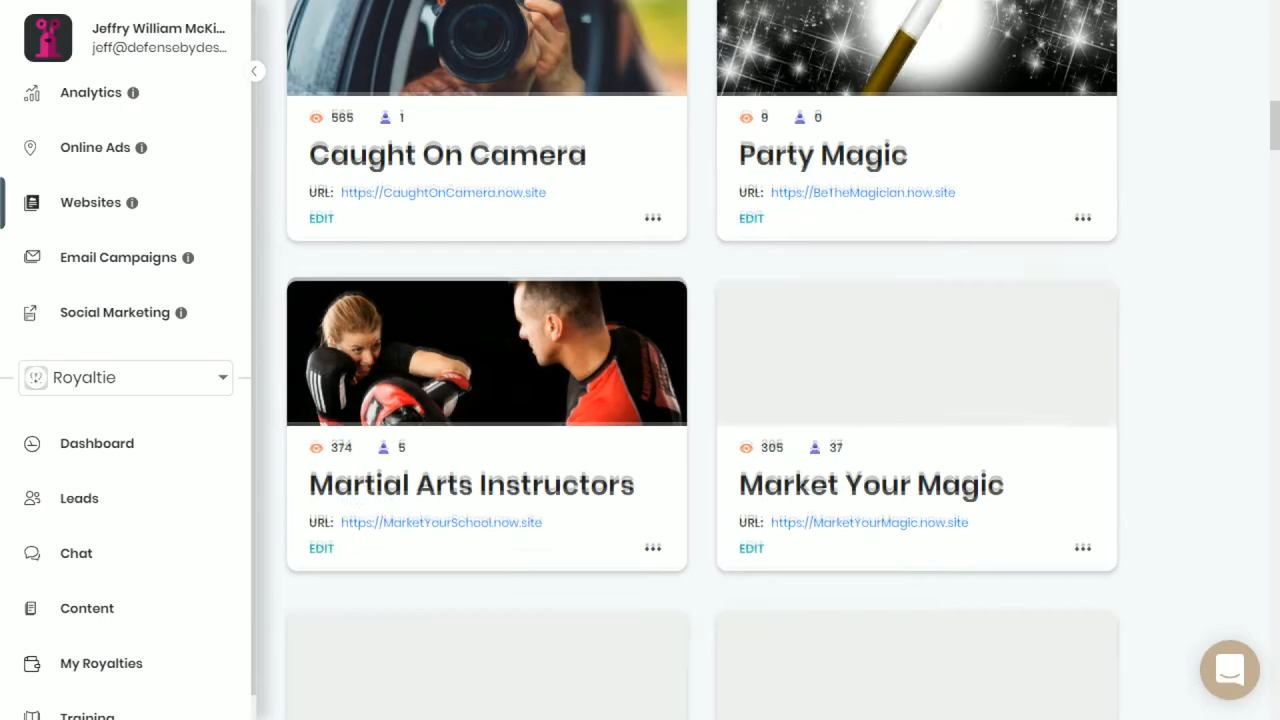 Jeffry William McKi...
jeff@defensebydes...
Analytics
Online Ads
Websites
Email Campaigns
Social Marketing
Royaltie
Dashboard
Leads
Chat
Content
My Royalties
Training
565 1
Caught On Camera
URL: https://CaughtOnCamera.now.site
EDIT
9 0
Party Magic
URL: https://BeTheMagician.now.site
EDIT
374 5
Martial Arts Instructors
URL: https://MarketYourSchool.now.site
EDIT
305 37
Market Your Magic
URL: https://MarketYourMagic.now.site
EDIT